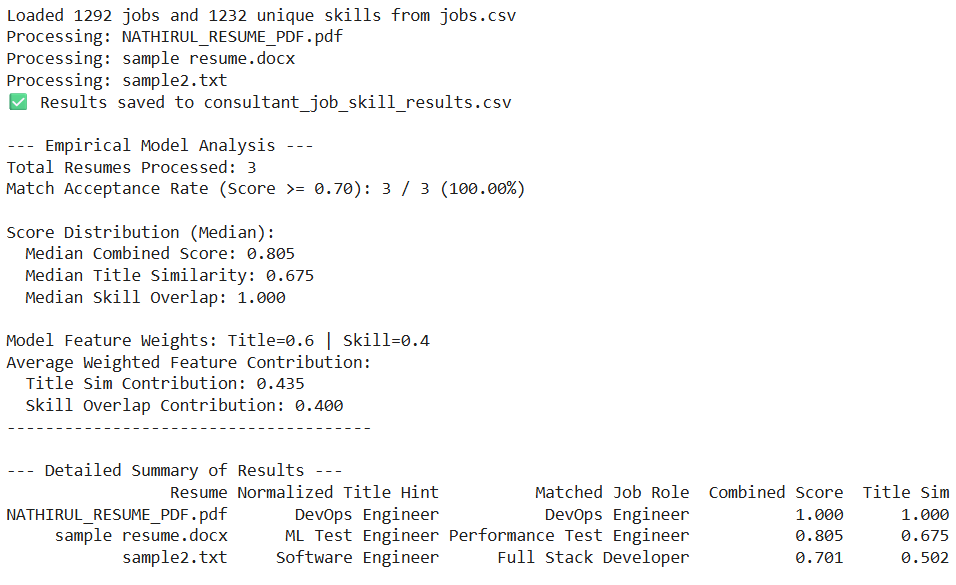 Loaded 1292 jobs and 1232 unique skills from jobs.csv
Processing: NATHIRUL_RESUME_PDF.pdf
Processing: sample resume.docx
Processing: sample2.txt
✅ Results saved to consultant_job_skill_results.csv
--- Empirical Model Analysis ---
Total Resumes Processed: 3
Match Acceptance Rate (Score >= 0.70): 3 / 3 (100.00%)
Score Distribution (Median):
Median Combined Score: 0.805
Median Title Similarity: 0.675
Median Skill Overlap: 1.000
Model Feature Weights: Title=0.6 | Skill=0.4
Average Weighted Feature Contribution:
Title Sim Contribution: 0.435
Skill Overlap Contribution: 0.400
--------------------------------------
--- Detailed Summary of Results ---
Resume Normalized Title Hint Matched Job Role Combined Score Title Sim
NATHIRUL_RESUME_PDF.pdf DevOps Engineer DevOps Engineer 1.000 1.000
sample resume.docx ML Test Engineer Performance Test Engineer 0.805 0.675
sample2.txt Software Engineer Full Stack Developer 0.701 0.502